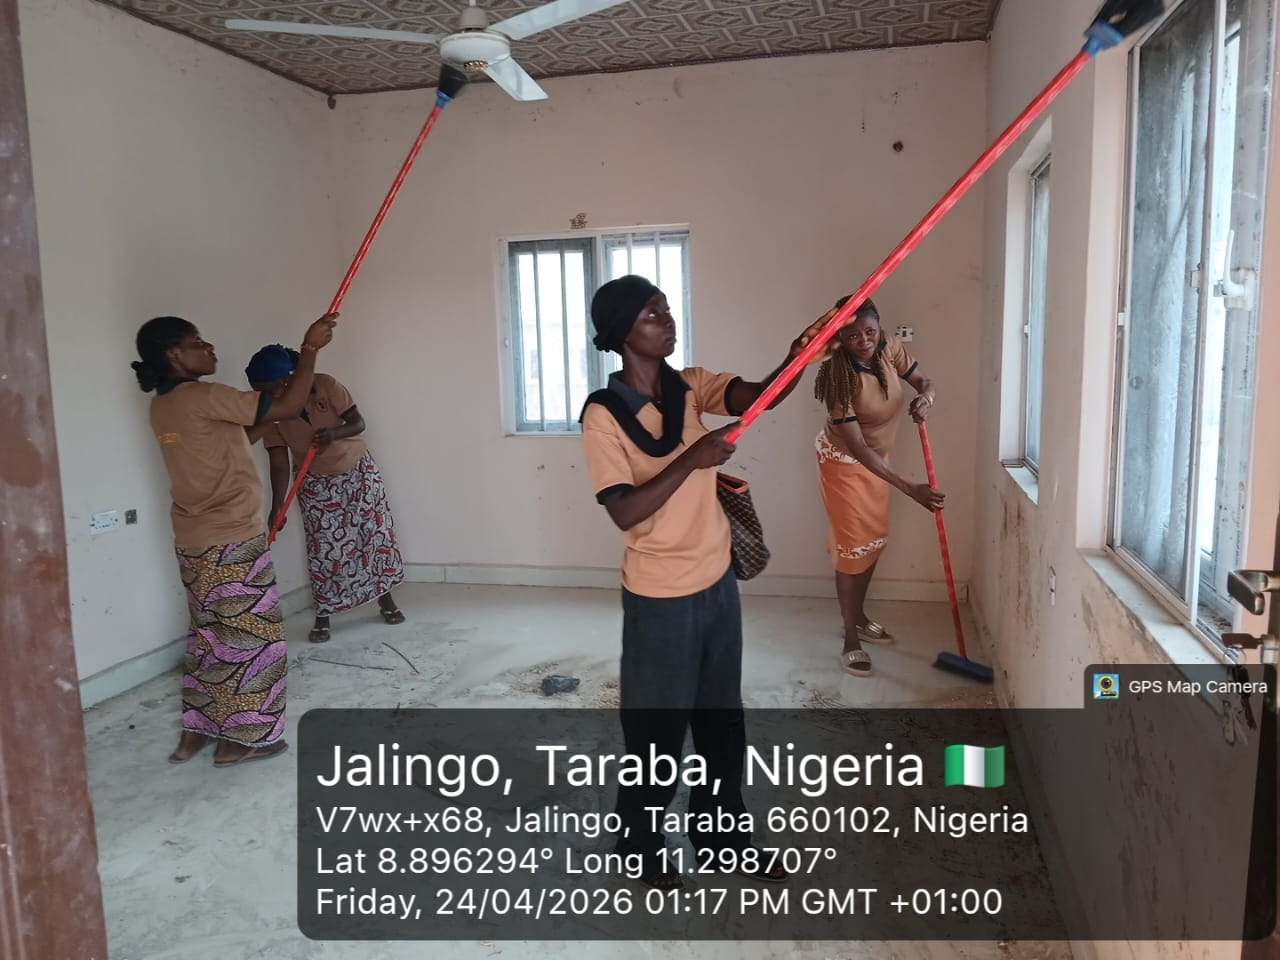 GPS Map Camera
Jalingo, Taraba, Nigeria 🇳🇬
V7wx+x68, Jalingo, Taraba 660102, Nigeria
Lat 8.896294° Long 11.298707°
Friday, 24/04/2026 01:17 PM GMT +01:00